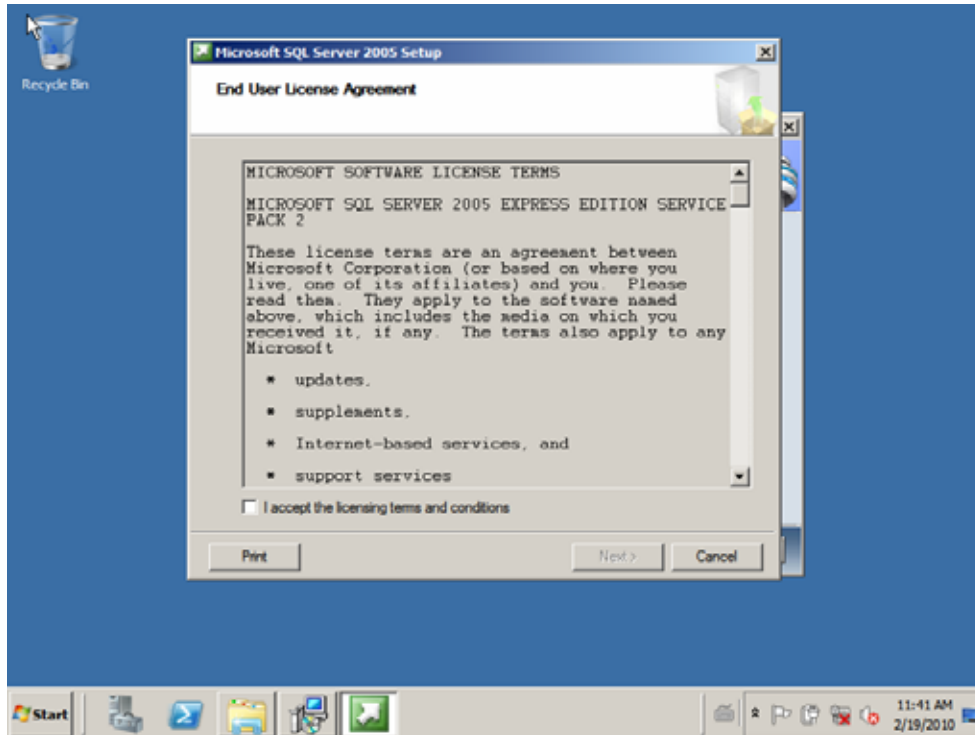 Recycle Bin
Microsoft SQL Server 2005 Setup
End User License Agreement
MICROSOFT SOFTWARE LICENSE TERMS
MICROSOFT SQL SERVER 2005 EXPRESS EDITION SERVICE
PACK 2
These license terms are an agreement between
Microsoft Corporation (or based on where you
live, one of its affiliates) and you.  Please
read them.  They apply to the software named
above, which includes the media on which you
received it, if any.  The terms also apply to any
Microsoft
* updates,
* supplements,
* Internet-based services, and
* support services
I accept the licensing terms and conditions
Print
Next >
Cancel
Start
11:41 AM
2/19/2010